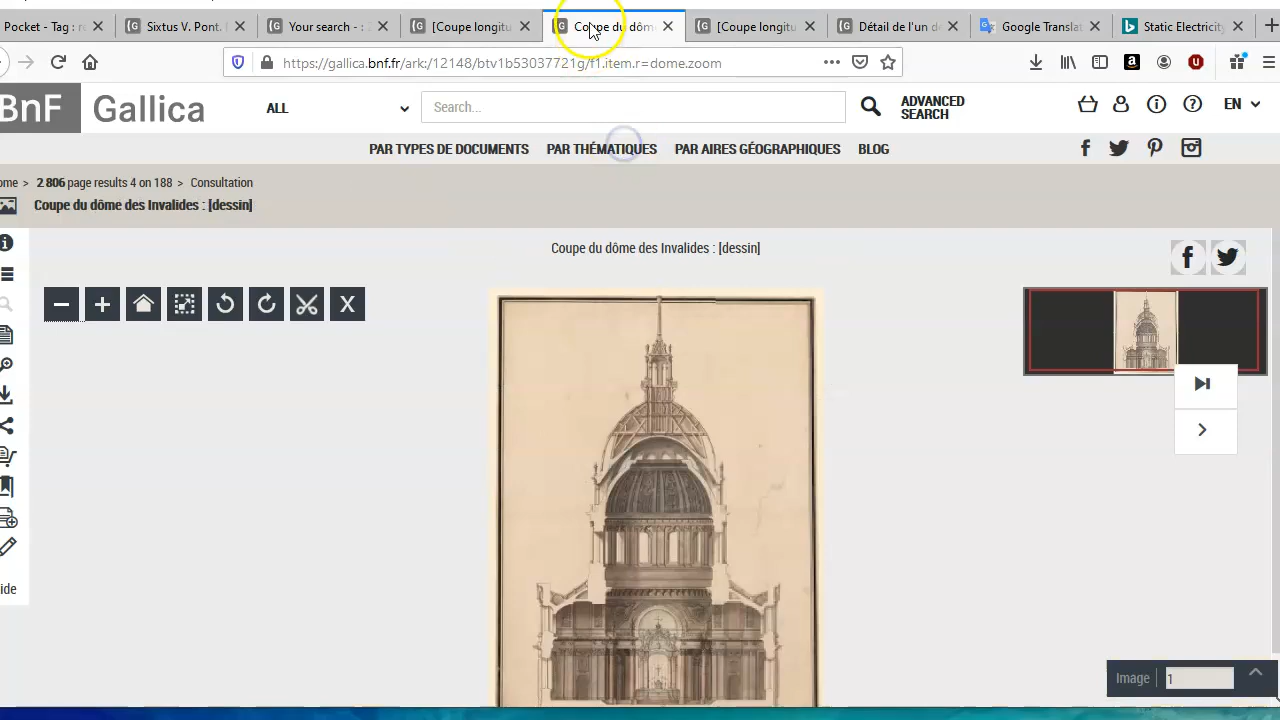 Pocket - Tag : r
Sixtus V. Pont.
Your search :
[Coupe longitu
Coupe du dôm
[Coupe longitu
Détail de l'un d
Google Translat
Static Electricity
https://gallica.bnf.fr/ark:/12148/btv1b53037721g/f1.item.r=dome.zoom
BnF Gallica
ALL
Search...
ADVANCED
SEARCH
EN
PAR TYPES DE DOCUMENTS
PAR THÉMATIQUES
PAR AIRES GÉOGRAPHIQUES
BLOG
ome > 2 806 page results 4 on 188 > Consultation
Coupe du dôme des Invalides : [dessin]
Coupe du dôme des Invalides : [dessin]
X
ide
Image 1